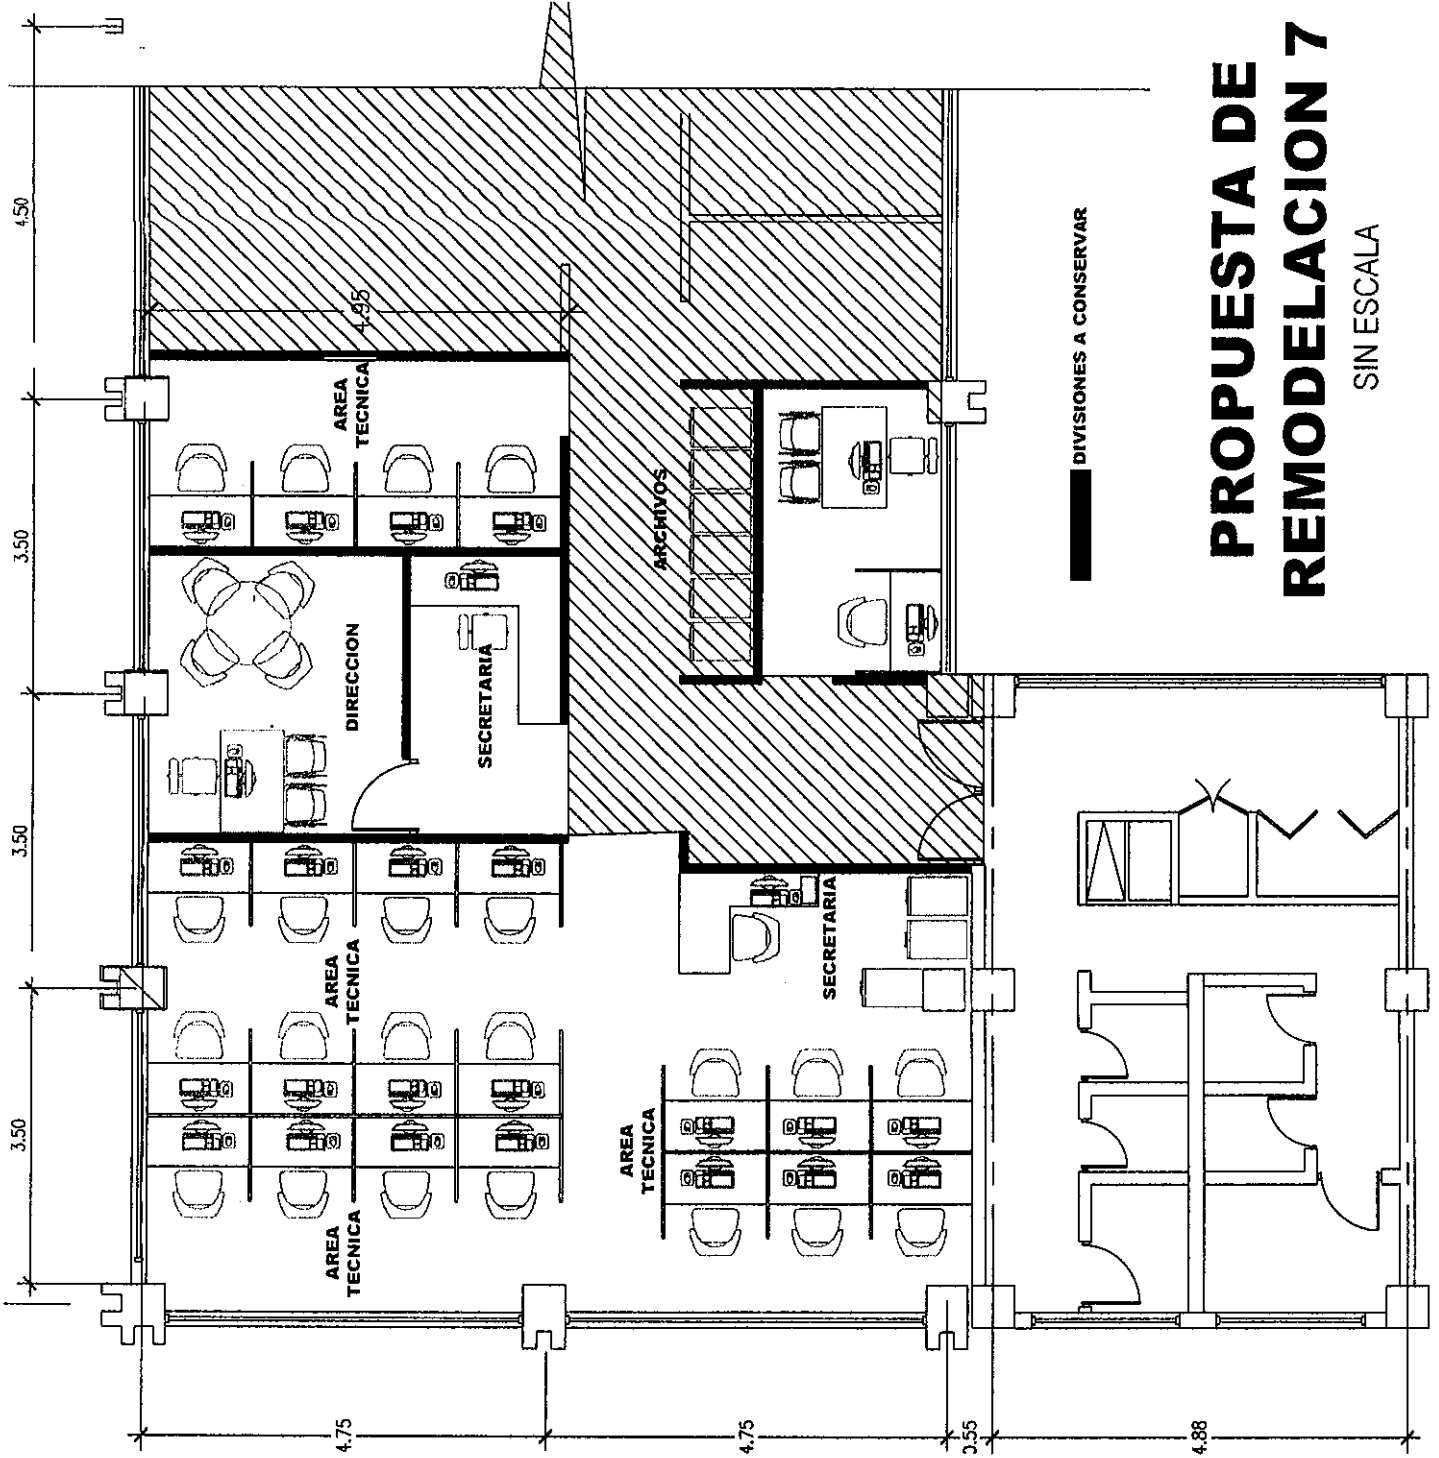 4.50
3.50
3.50
3.50
4.95
AREA
TECNICA
DIRECCION
SECRETARIA
ARCHIVOS
AREA
TECNICA
SECRETARIA
AREA
TECNICA
AREA
TECNICA
4.75
4.75
0.55
4.88
DIVISIONES A CONSERVAR
PROPUESTA DE
REMODELACION 7
SIN ESCALA